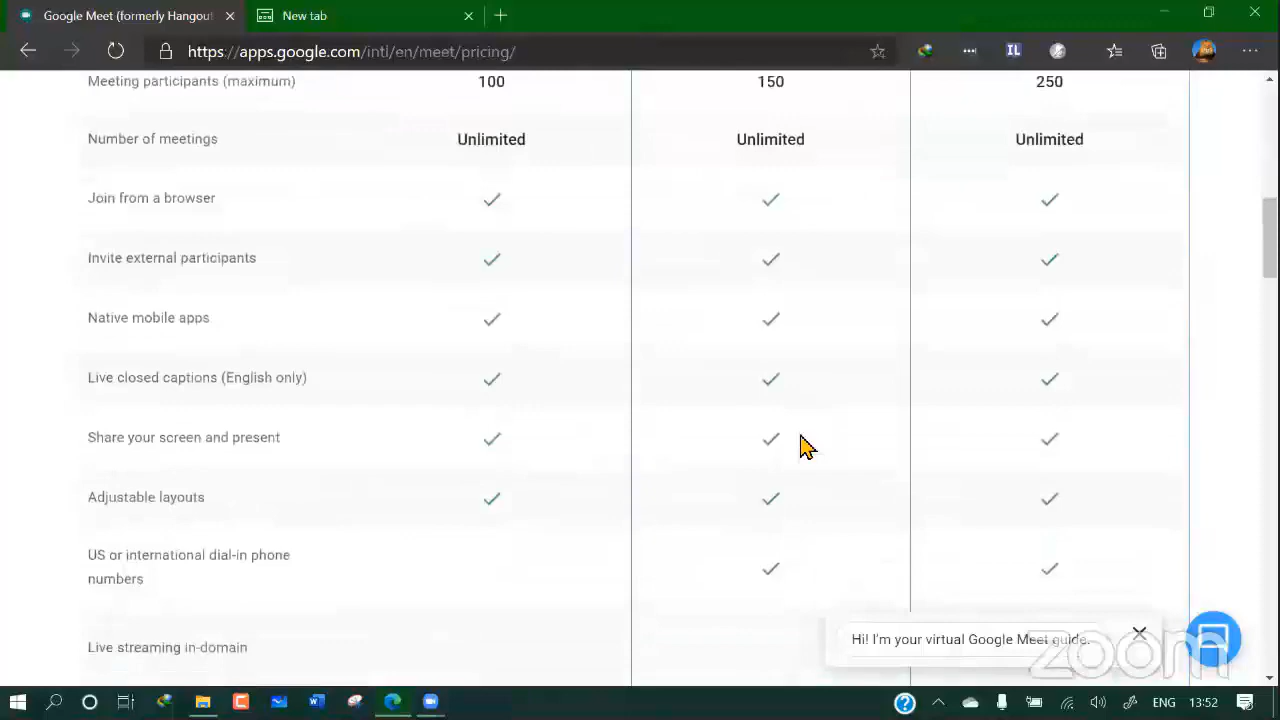 Google Meet (formerly Hangout
New tab
https://apps.google.com/intl/en/meet/pricing/
IL
Meeting participants (maximum) 100 150 250
Number of meetings Unlimited Unlimited Unlimited
Join from a browser
Invite external participants
Native mobile apps
Live closed captions (English only)
Share your screen and present
Adjustable layouts
US or international dial-in phone
numbers
Live streaming in-domain
Hi! I'm your virtual Google Meet guide.
zoom
ENG 13:52